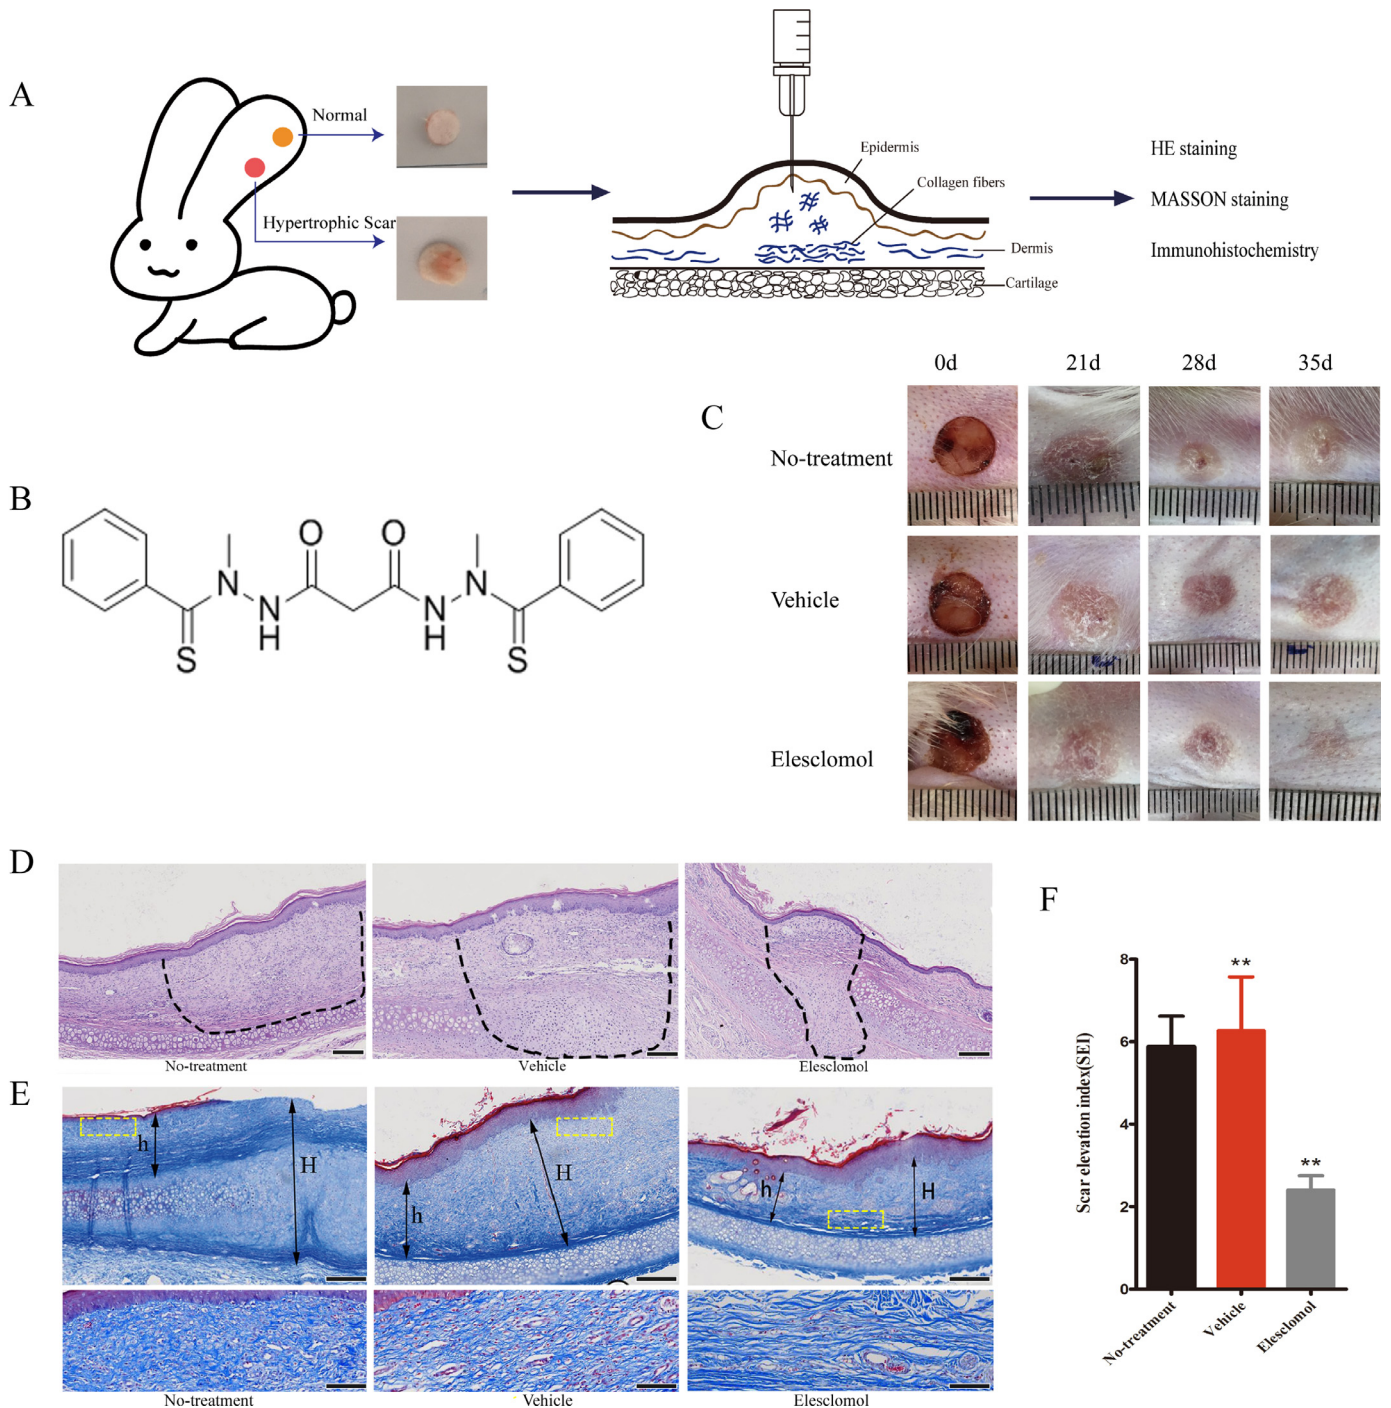 A
Normal
Hypertrophic Scar
Epidmis
Collagen fibers
Dermis
Cartilage
HE staining
MASSON staining
Immunohistochemistry
B
O
O
N
N
H
N
H
N
S
S
C
0d
21d
28d
35d
No-treatment
Vehicle
Elesclomol
D
No-treatment
Vehicle
Elesclomol
E
h
H
h
H
h
H
No-treatment
Vehicle
Elesclomol
F
Scar elevation index(SEI)
8
6
4
2
0
**
**
No-treatment
Vehicle
Elesclomol